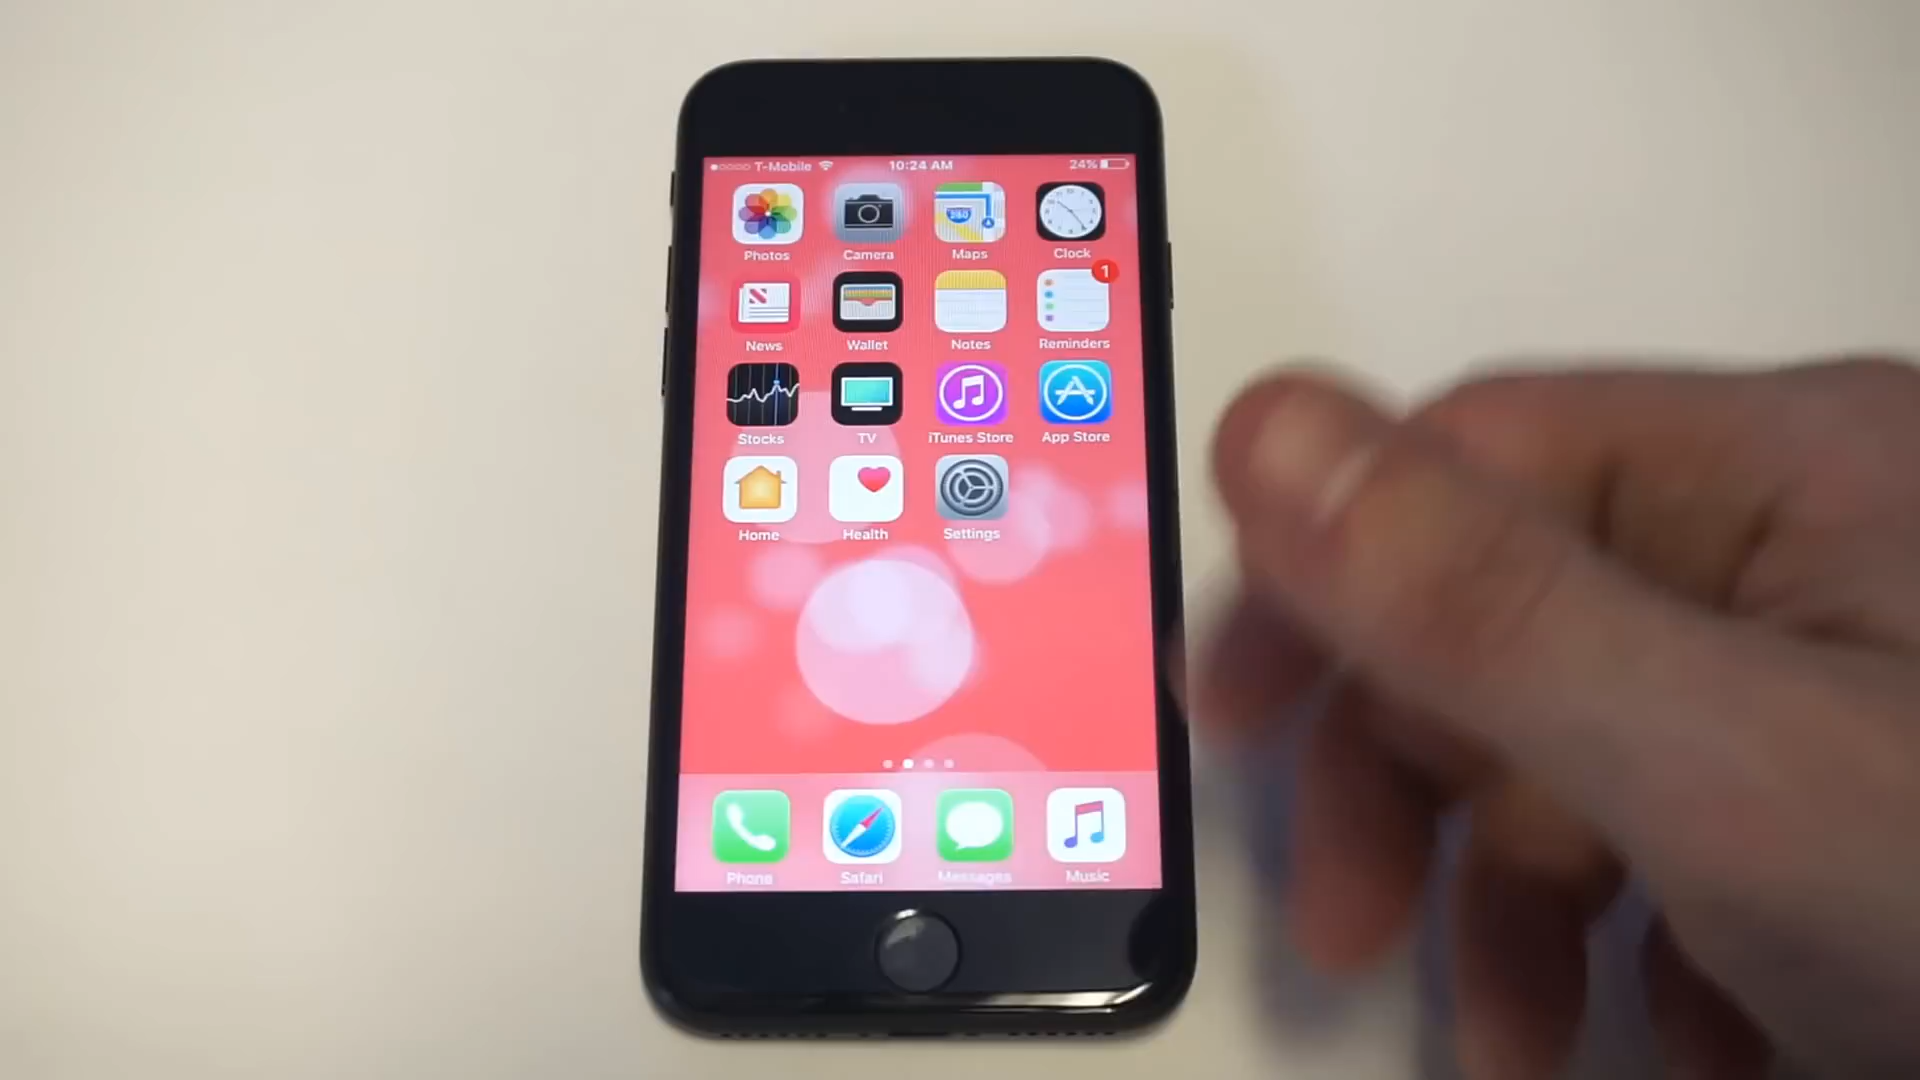 T-Mobile 10:24 AM 24%
Photos Camera Maps Clock
280
1
News Wallet Notes Reminders
Stocks TV iTunes Store App Store
Home Health Settings
Phone Safari Messages Music